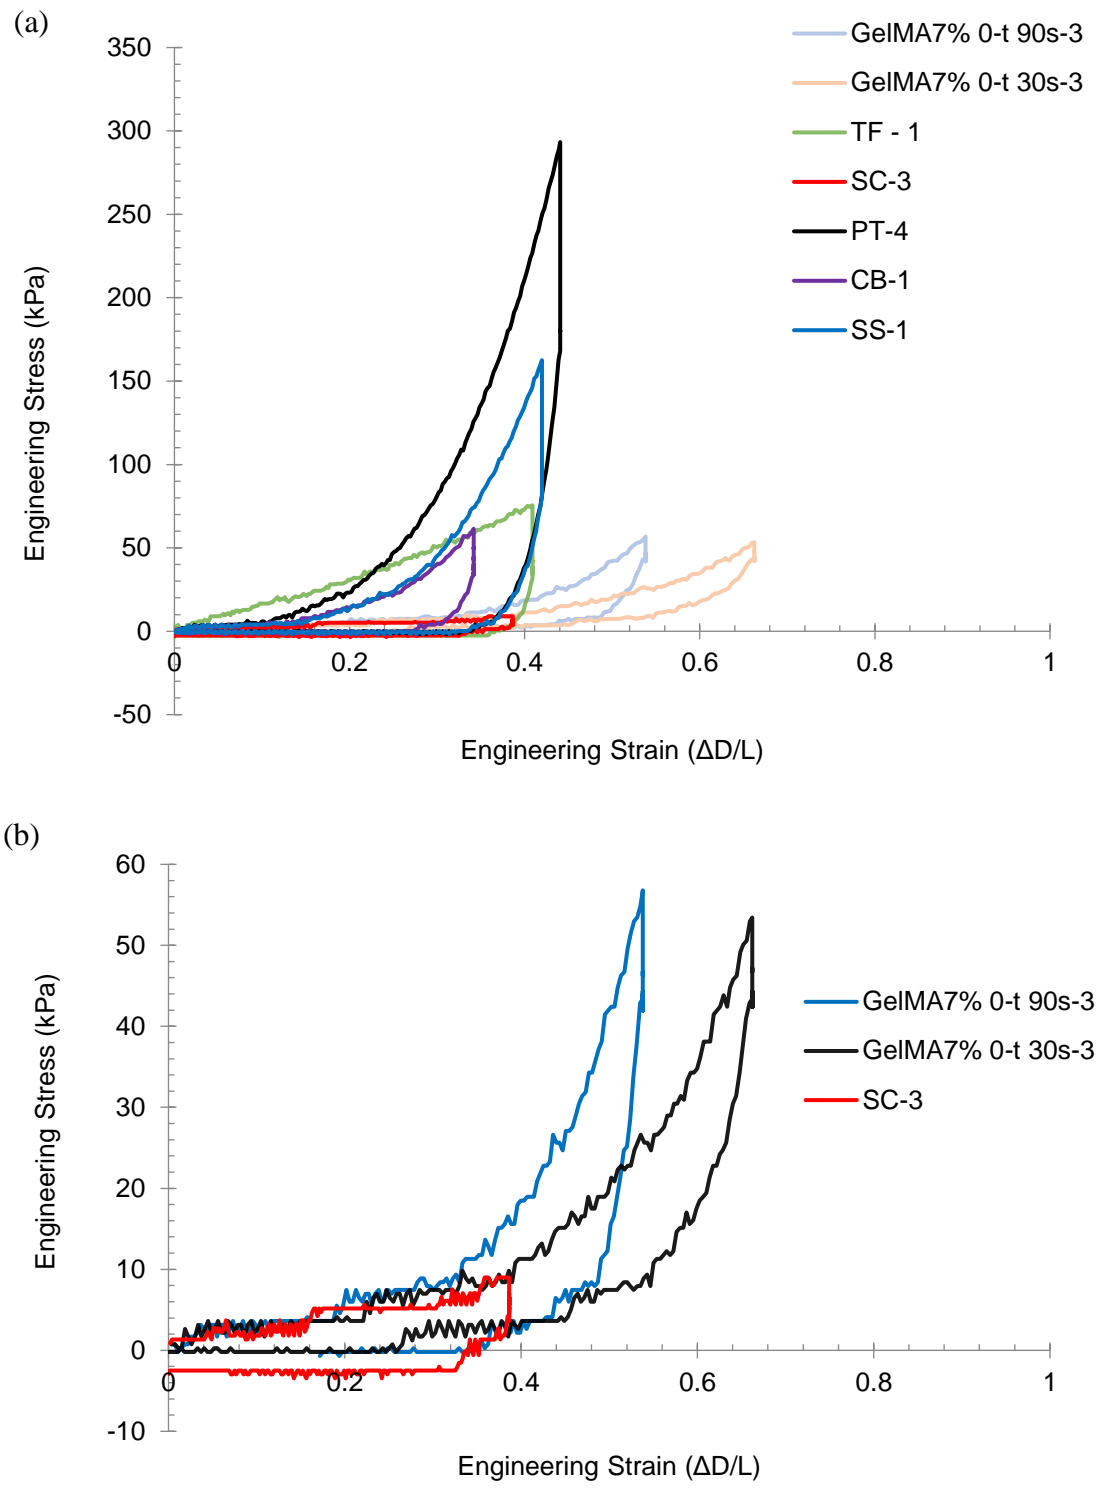 (a)
GelMA7% 0-t 90s-3
GelMA7% 0-t 30s-3
TF - 1
SC-3
PT-4
CB-1
SS-1
350
300
250
200
150
100
50
0
-50
0
0.2
0.4
0.6
0.8
1
Engineering Stress (kPa)
Engineering Strain (ΔD/L)
(b)
60
50
40
30
20
10
0
-10
0
0.2
0.4
0.6
0.8
1
Engineering Stress (kPa)
GelMA7% 0-t 90s-3
GelMA7% 0-t 30s-3
SC-3
Engineering Strain (ΔD/L)